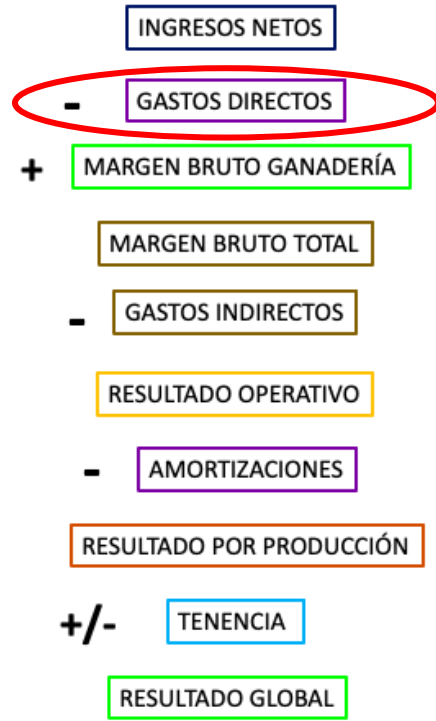 INGRESOS NETOS
- GASTOS DIRECTOS
+ MARGEN BRUTO GANADERÍA
MARGEN BRUTO TOTAL
- GASTOS INDIRECTOS
RESULTADO OPERATIVO
- AMORTIZACIONES
RESULTADO POR PRODUCCIÓN
+/- TENENCIA
RESULTADO GLOBAL